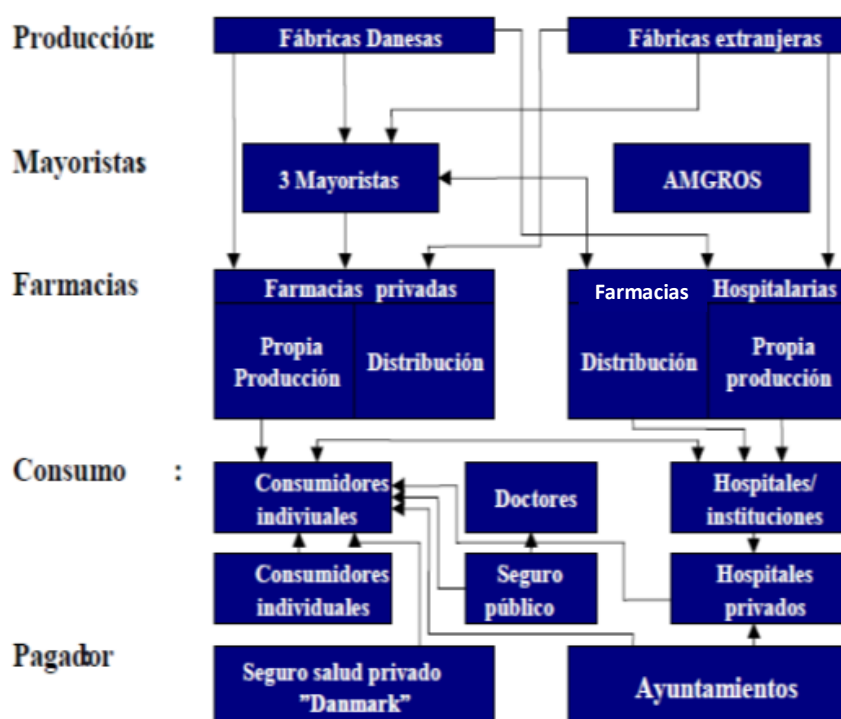 Producción:
Fábricas Danesas
Fábricas extranjeras
Mayoristas
3 Mayoristas
AMGROS
Farmacias
Farmacias privadas
Farmacias Hospitalarias
Propia
Producción
Distribución
Distribución
Propia
producción
Consumo :
Consumidores
indiviuales
Doctores
Hospitales/
instituciones
Consumidores
individuales
Seguro
público
Hospitales
privados
Pagador
Seguro salud privado
"Danmark"
Ayuntamientos